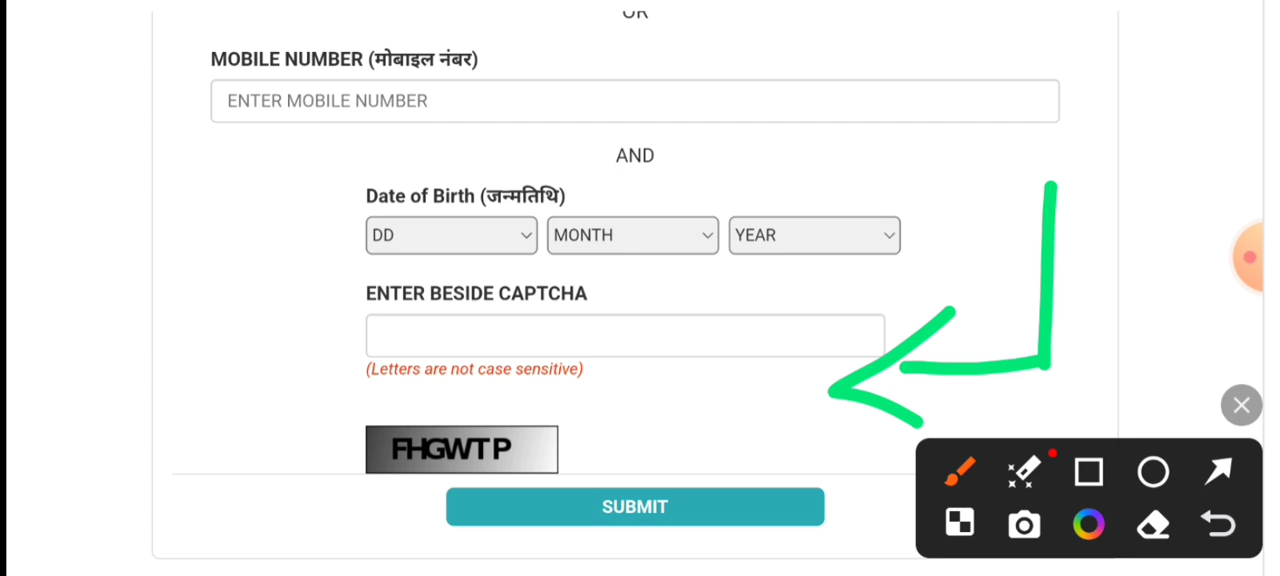 OR
MOBILE NUMBER (मोबाइल नंबर)
ENTER MOBILE NUMBER
AND
Date of Birth (जन्मतिथि)
DD MONTH YEAR
ENTER BESIDE CAPTCHA
(Letters are not case sensitive)
FHGWTP
SUBMIT